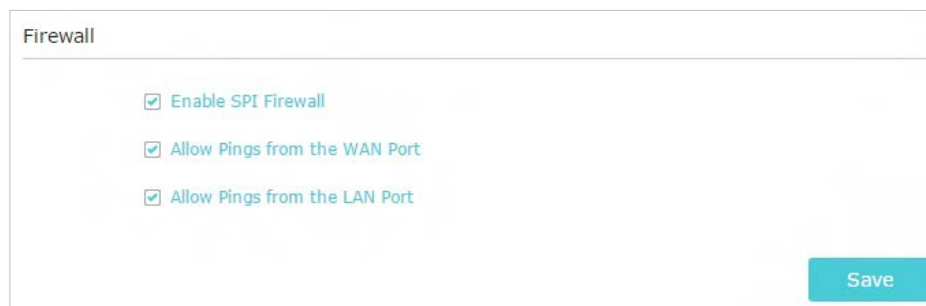 Firewall
Enable SPI Firewall
Allow Pings from the WAN Port
Allow Pings from the LAN Port
Save